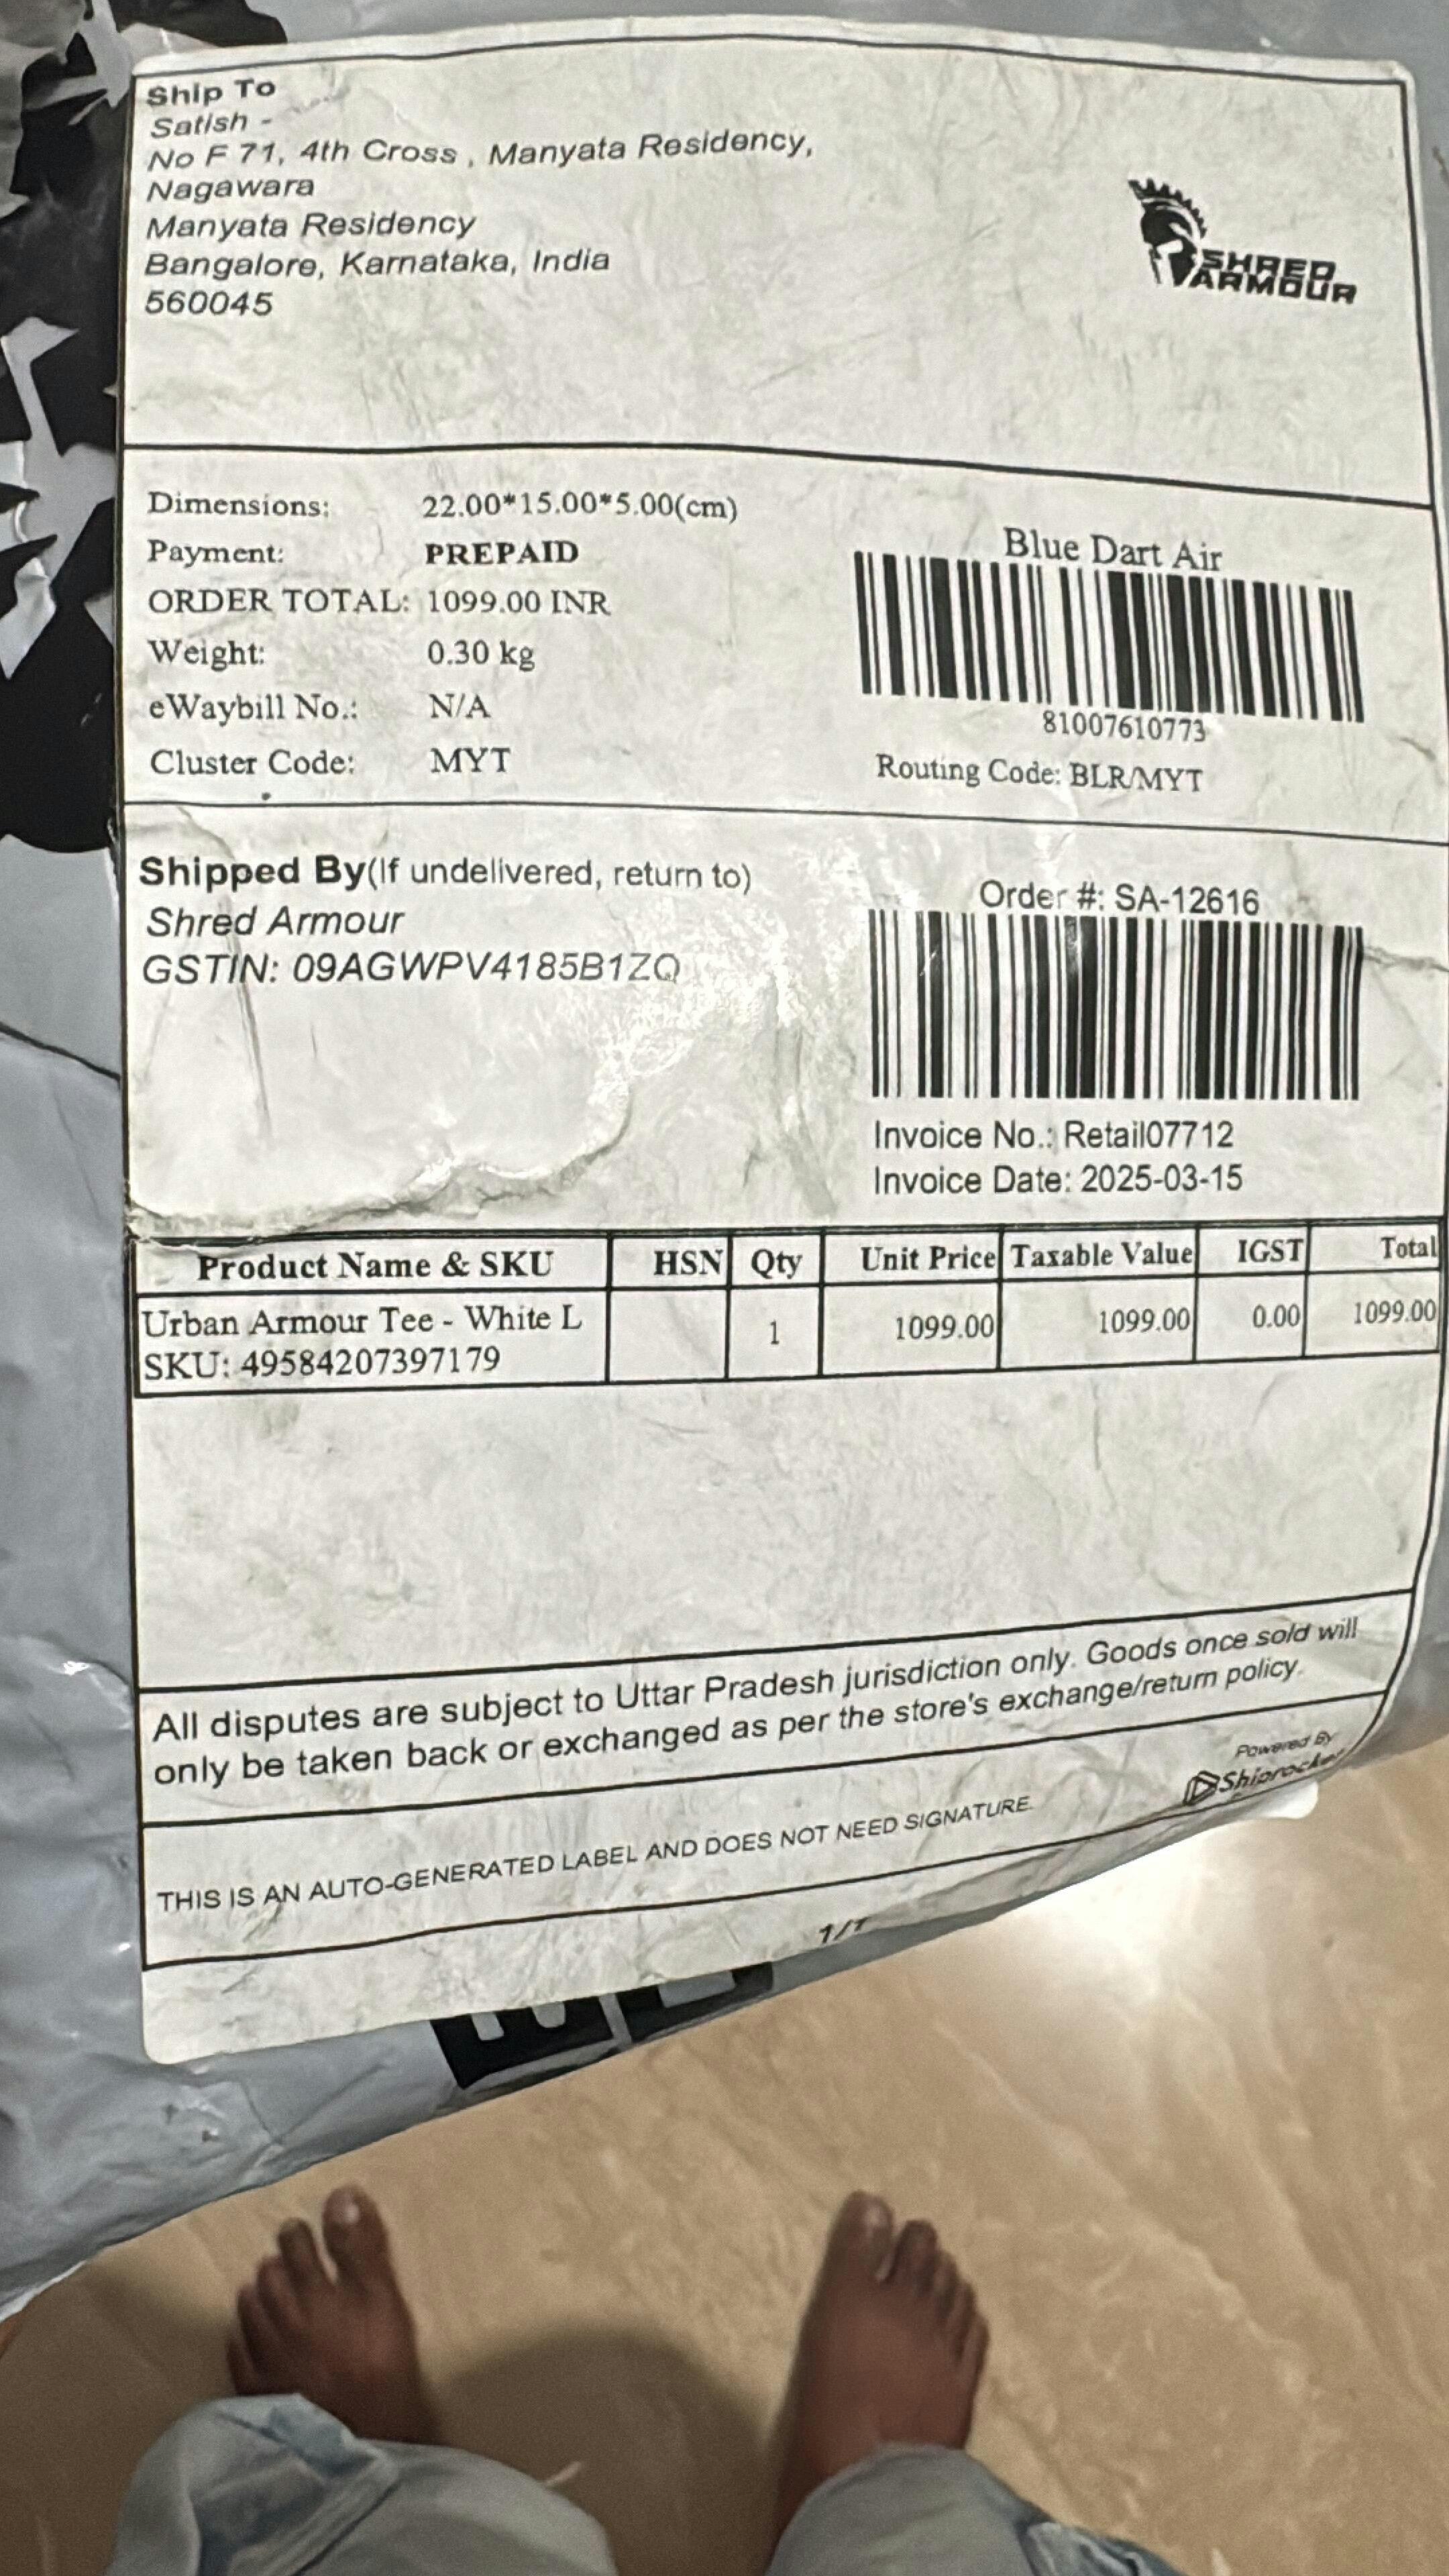 Ship To
Satish -
No F 71, 4th Cross , Manyata Residency,
Nagawara
Manyata Residency
Bangalore, Karnataka, India
560045
SHRED
ARMOUR
Dimensions: 22.00*15.00*5.00(cm)
Payment: PREPAID
ORDER TOTAL: 1099.00 INR
Weight: 0.30 kg
eWaybill No.: N/A
Cluster Code: MYT
Blue Dart Air
81007610773
Routing Code: BLR/MYT
Shipped By(If undelivered, return to)
Shred Armour
GSTIN: 09AGWPV4185B1ZQ
Order #: SA-12616
Invoice No.: Retail07712
Invoice Date: 2025-03-15
Product Name & SKU HSN Qty Unit Price Taxable Value IGST Total
Urban Armour Tee - White L 1 1099.00 1099.00 0.00 1099.00
SKU: 49584207397179
All disputes are subject to Uttar Pradesh jurisdiction only. Goods once sold will
only be taken back or exchanged as per the store's exchange/return policy.
Powered By
Shiprocket
THIS IS AN AUTO-GENERATED LABEL AND DOES NOT NEED SIGNATURE.
1/1